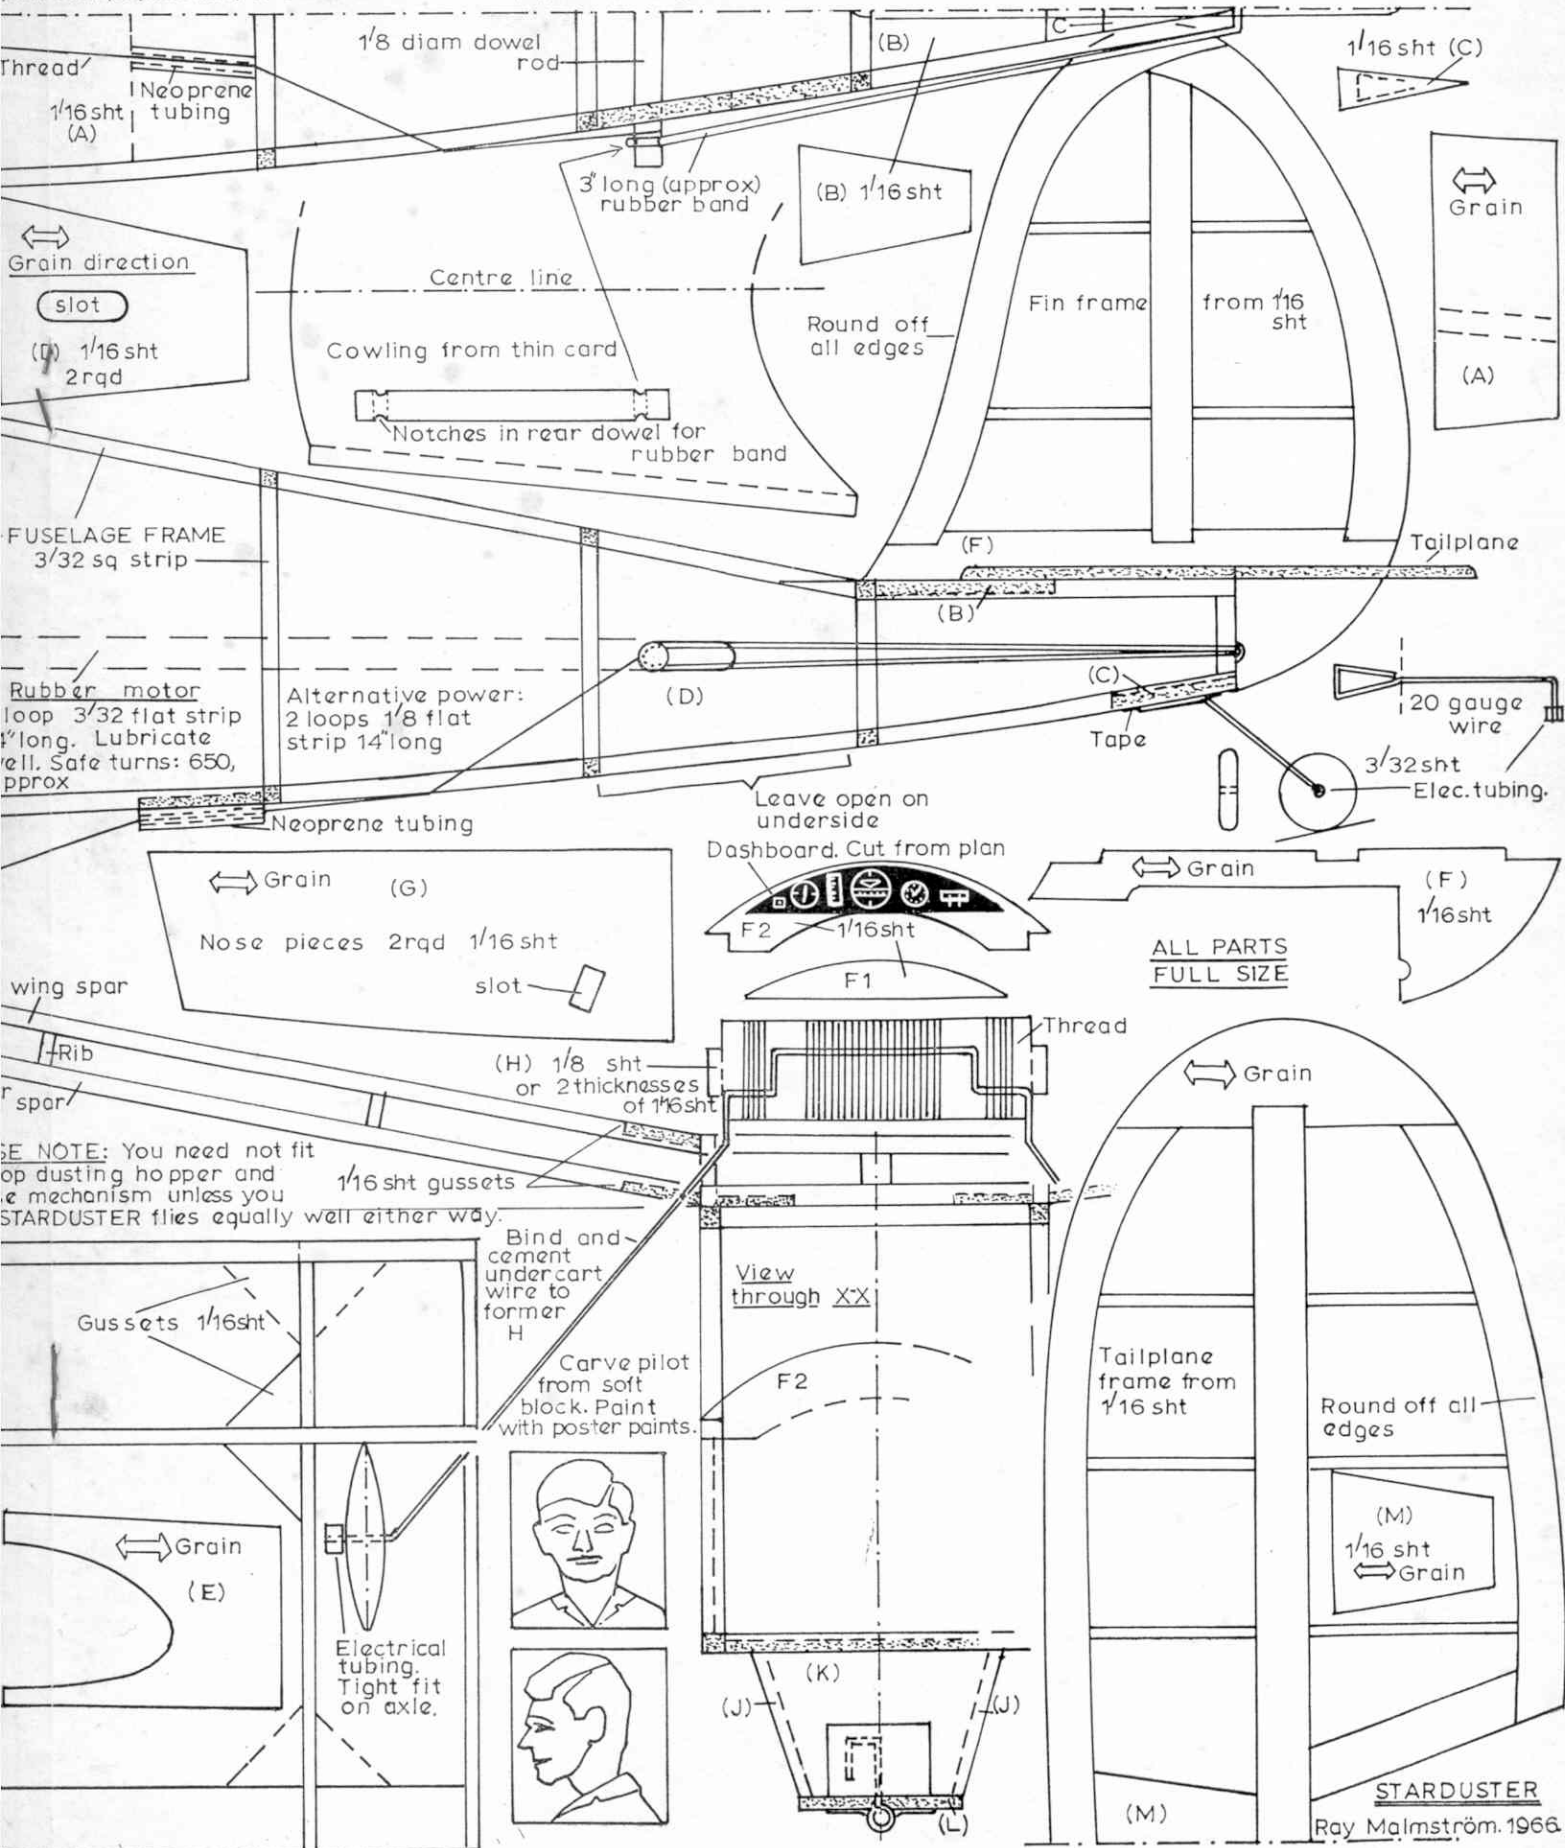 1/8 diam dowel
rod
(B)
C
1/16 sht (C)
Thread
Neoprene
tubing
1/16 sht
(A)
3" long (approx)
rubber band
(B) 1/16 sht
Grain
(A)
Grain direction
slot
(D) 1/16 sht
2 rqd
Centre line
Cowling from thin card
Notches in rear dowel for
rubber band
Round off
all edges
Fin frame from 1/16
sht
FUSELAGE FRAME
3/32 sq strip
(F)
Tailplane
(B)
(C)
(D)
Tape
Rubber motor
loop 3/32 flat strip
" long. Lubricate
ell. Safe turns: 650,
pprox
Alternative power:
2 loops 1/8 flat
strip 14" long
20 gauge
wire
3/32 sht
Elec. tubing.
Neoprene tubing
Leave open on
underside
Dashboard. Cut from plan
F2
1/16 sht
F1
Grain
(G)
Nose pieces 2rqd 1/16 sht
slot
Grain
(F)
1/16 sht
ALL PARTS
FULL SIZE
wing spar
Rib
r spar
(H) 1/8 sht
or 2 thicknesses
of 1/16 sht
Thread
Grain
SE NOTE: You need not fit
op dusting hopper and
e mechanism unless you
STARDUSTER flies equally well either way.
1/16 sht gussets
Bind and
cement
undercart
wire to
former
H
View
through X-X
Gussets 1/16 sht
Carve pilot
from soft
block. Paint
with poster paints.
F2
Tailplane
frame from
1/16 sht
Round off all
edges
(M)
1/16 sht
Grain
Grain
(E)
Electrical
tubing.
Tight fit
on axle.
(K)
(J)
(J)
(L)
(M)
STARDUSTER
Ray Malmström. 1966